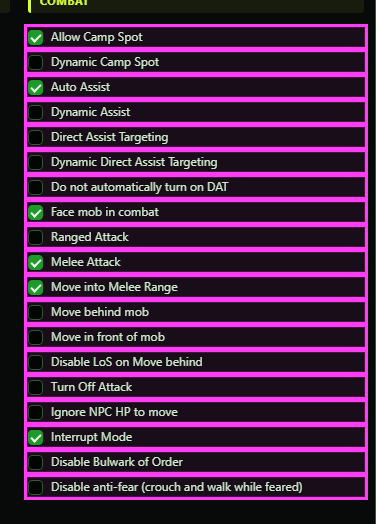 COMBAT
Allow Camp Spot
Dynamic Camp Spot
Auto Assist
Dynamic Assist
Direct Assist Targeting
Dynamic Direct Assist Targeting
Do not automatically turn on DAT
Face mob in combat
Ranged Attack
Melee Attack
Move into Melee Range
Move behind mob
Move in front of mob
Disable LoS on Move behind
Turn Off Attack
Ignore NPC HP to move
Interrupt Mode
Disable Bulwark of Order
Disable anti-fear (crouch and walk while feared)